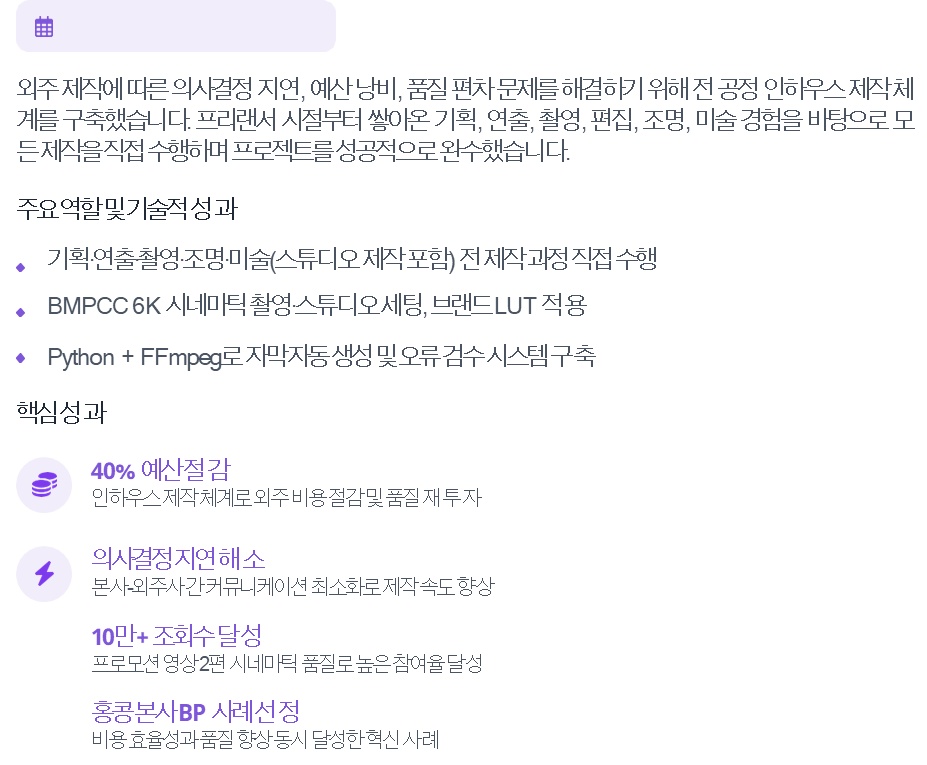 외주 제작에 따른 의사결정 지연, 예산 낭비, 품질 편차 문제를 해결하기 위해 전 공정 인하우스 제작 체
계를 구축했습니다. 프리랜서 시절부터 쌓아온 기획, 연출, 촬영, 편집, 조명, 미술 경험을 바탕으로 모
든 제작을 직접 수행하며 프로젝트를 성공적으로 완수했습니다.
주요 역할 및 기술적 성과
기획·연출·촬영·조명·미술(스튜디오 제작 포함) 전 제작 과정 직접 수행
BMPCC 6K 시네마틱 촬영·스튜디오 세팅, 브랜드 LUT 적용
Python + FFmpeg로 자막 자동 생성 및 오류 검수 시스템 구축
핵심 성과
40% 예산 절감
인하우스 제작 체계로 외주 비용 절감 및 품질 재투자
의사결정 지연 해소
본사-외주사 간 커뮤니케이션 최소화로 제작 속도 향상
10만+ 조회수 달성
프로모션 영상 2편 시네마틱 품질로 높은 참여율 달성
홍콩 본사 BP 사례 선정
비용 효율성과 품질 향상 동시 달성한 혁신 사례